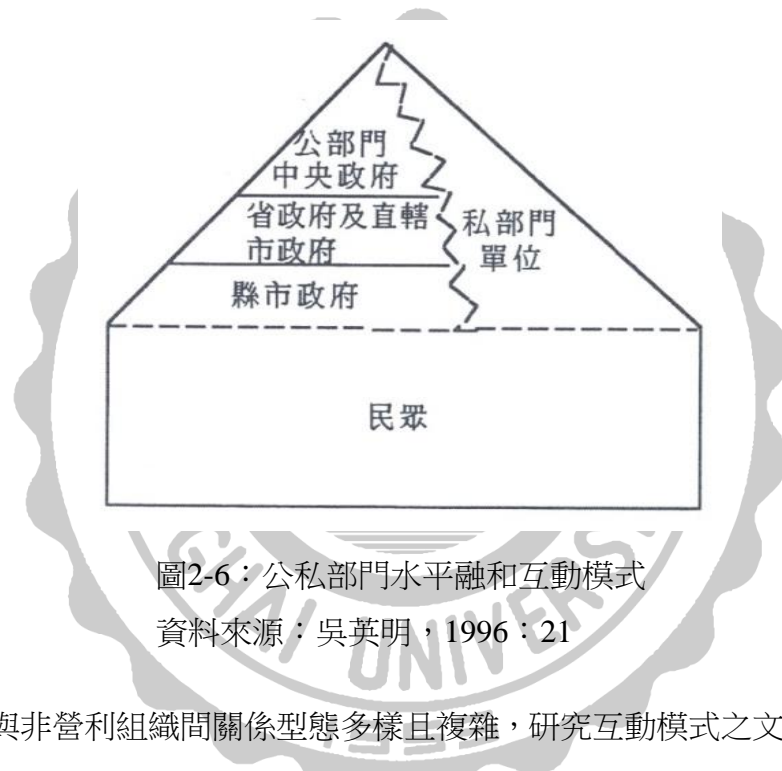 公部門
中央政府
省政府及直轄
市政府
縣市政府
私部門
單位
民眾
圖2-6：公私部門水平融和互動模式
資料來源：吳英明，1996：21
與非營利組織間關係型態多樣且複雜，研究互動模式之文
GHAI UNIVERS